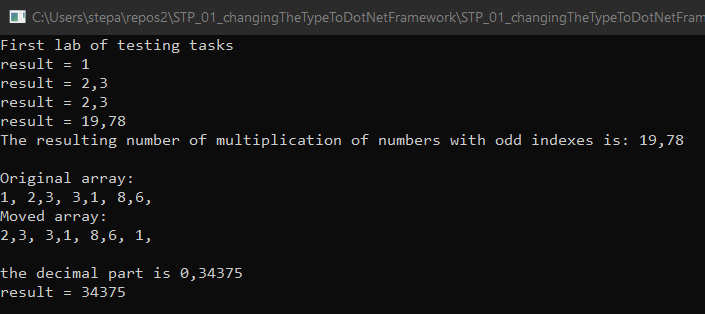 C:\Users\stepa\repos2\STP_01_changingTheTypeToDotNetFramework\STP_01_changingTheTypeToDotNetFram
First lab of testing tasks
result = 1
result = 2,3
result = 2,3
result = 19,78
The resulting number of multiplication of numbers with odd indexes is: 19,78
Original array:
1, 2,3, 3,1, 8,6,
Moved array:
2,3, 3,1, 8,6, 1,
the decimal part is 0,34375
result = 34375